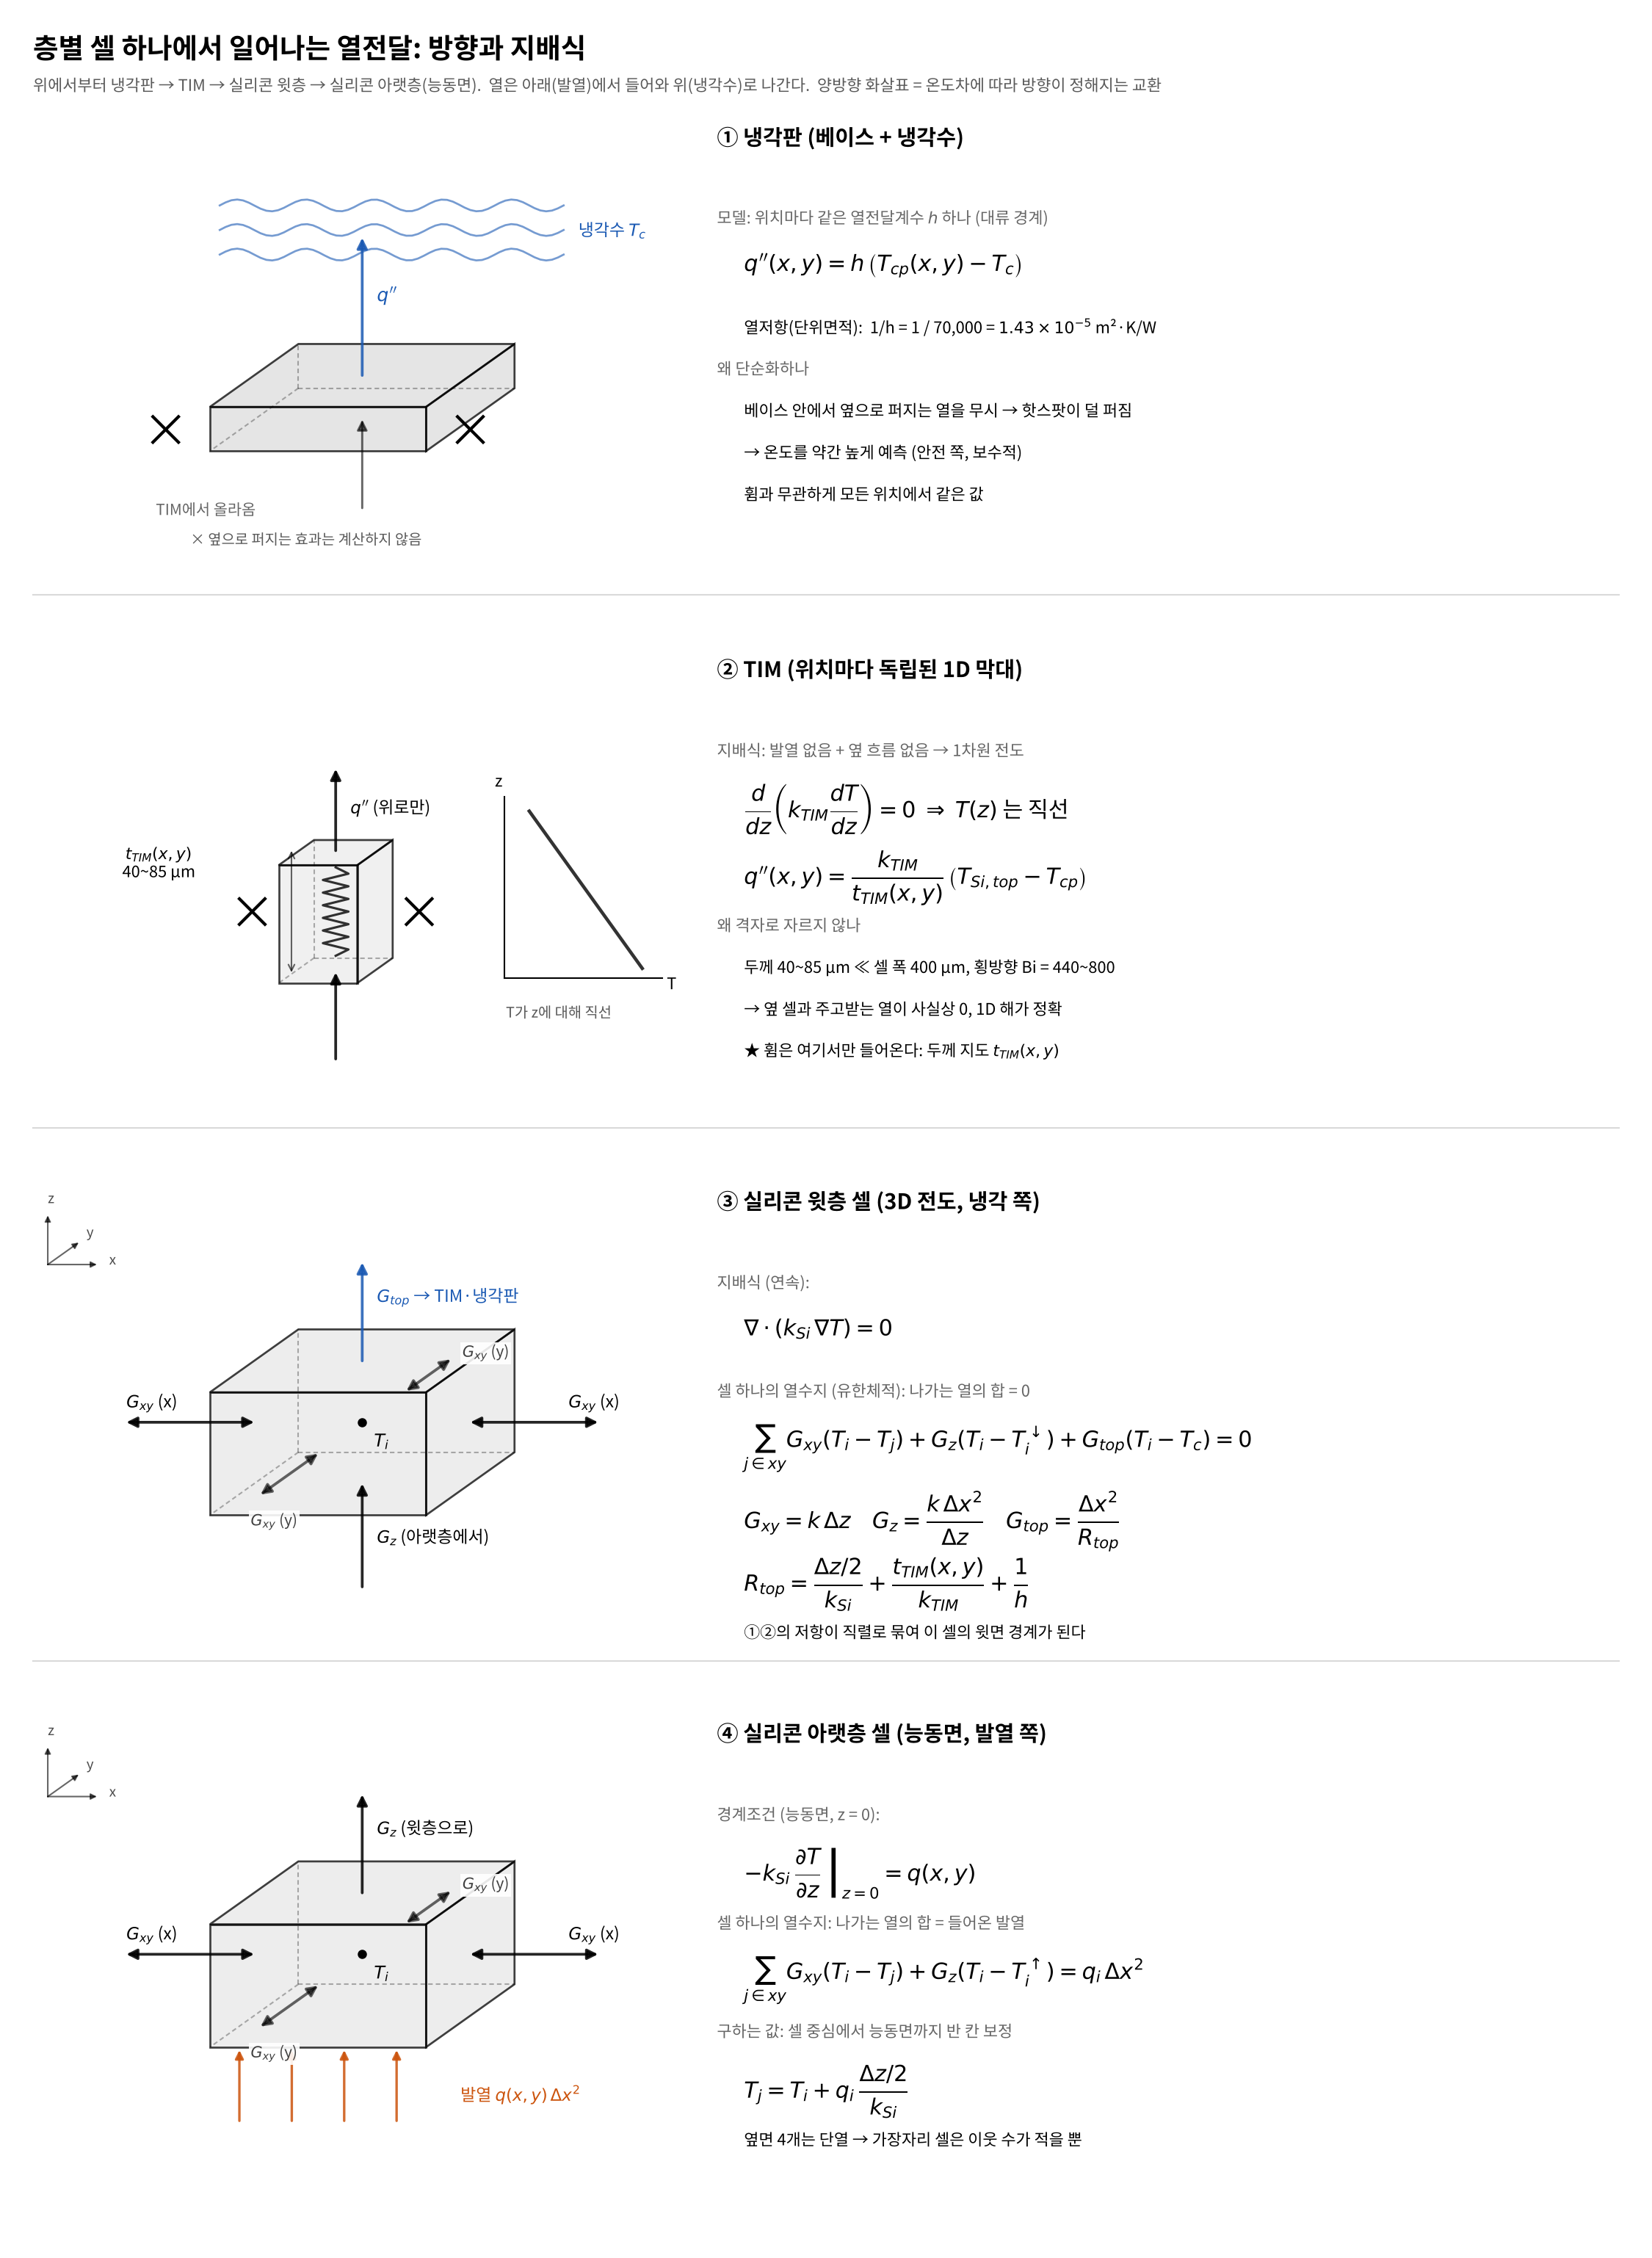 층별 셀 하나에서 일어나는 열전달: 방향과 지배식
위에서부터 냉각판 → TIM → 실리콘 윗층 → 실리콘 아랫층(능동면). 열은 아래(발열)에서 들어와 위(냉각수)로 나간다. 양방향 화살표 = 온도차에 따라 방향이 정해지는 교환
① 냉각판 (베이스 + 냉각수)
냉각수 T_c
q″
TIM에서 올라옴
× 옆으로 퍼지는 효과는 계산하지 않음
모델: 위치마다 같은 열전달계수 h 하나 (대류 경계)
q″(x, y) = h (T_cp(x, y) − T_c)
열저항(단위면적): 1/h = 1 / 70,000 = 1.43 × 10⁻⁵ m²·K/W
왜 단순화하나
베이스 안에서 옆으로 퍼지는 열을 무시 → 핫스팟이 덜 퍼짐
→ 온도를 약간 높게 예측 (안전 쪽, 보수적)
휨과 무관하게 모든 위치에서 같은 값
② TIM (위치마다 독립된 1D 막대)
q″ (위로만)
t_TIM(x, y)
40~85 µm
z
T
T가 z에 대해 직선
지배식: 발열 없음 + 옆 흐름 없음 → 1차원 전도
d/dz (k_TIM dT/dz) = 0 ⇒ T(z) 는 직선
q″(x, y) = k_TIM / t_TIM(x, y) (T_Si,top − T_cp)
왜 격자로 자르지 않나
두께 40~85 µm ≪ 셀 폭 400 µm, 횡방향 Bi = 440~800
→ 옆 셀과 주고받는 열이 사실상 0, 1D 해가 정확
★ 휨은 여기서만 들어온다: 두께 지도 t_TIM(x, y)
③ 실리콘 윗층 셀 (3D 전도, 냉각 쪽)
z
y
x
G_top → TIM·냉각판
G_xy (y)
G_xy (x)
G_xy (x)
T_i
G_xy (y)
G_z (아랫층에서)
지배식 (연속):
∇ · (k_Si ∇T) = 0
셀 하나의 열수지 (유한체적): 나가는 열의 합 = 0
∑_{j ∈ xy} G_xy(T_i − T_j) + G_z(T_i − T_i^↓) + G_top(T_i − T_c) = 0
G_xy = k Δz G_z = k Δx² / Δz G_top = Δx² / R_top
R_top = Δz/2 / k_Si + t_TIM(x, y) / k_TIM + 1 / h
①②의 저항이 직렬로 묶여 이 셀의 윗면 경계가 된다
④ 실리콘 아랫층 셀 (능동면, 발열 쪽)
z
y
x
G_z (윗층으로)
G_xy (y)
G_xy (x)
G_xy (x)
T_i
G_xy (y)
발열 q(x, y) Δx²
경계조건 (능동면, z = 0):
−k_Si ∂T/∂z |_{z = 0} = q(x, y)
셀 하나의 열수지: 나가는 열의 합 = 들어온 발열
∑_{j ∈ xy} G_xy(T_i − T_j) + G_z(T_i − T_i^↑) = q_i Δx²
구하는 값: 셀 중심에서 능동면까지 반 칸 보정
T_j = T_i + q_i Δz/2 / k_Si
옆면 4개는 단열 → 가장자리 셀은 이웃 수가 적을 뿐